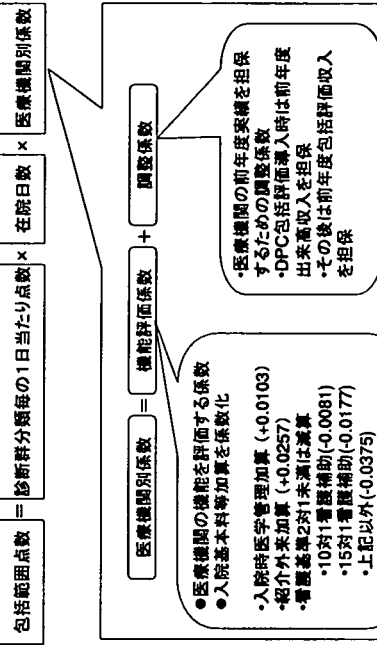 包括範囲点数 = 診断群分類毎の1日当たり点数 × 在院日数 × 医療機関別係数
医療機関別係数 = 機能評価係数 + 調整係数
●医療機関の機能を評価する係数
●入院基本料等加算を係数化
・入院時医学管理加算(+0.0103)
・紹介外来加算(+0.0257)
・看護基準2対1未満は減算
・10対1看護補助(-0.0081)
・15対1看護補助(-0.0177)
・上記以外(-0.0375)
・医療機関の前年度実績を担保
するための調整係数
・DPC包括評価導入時は前年度
出来高収入を担保
・その後は前年度包括評価収入
を担保